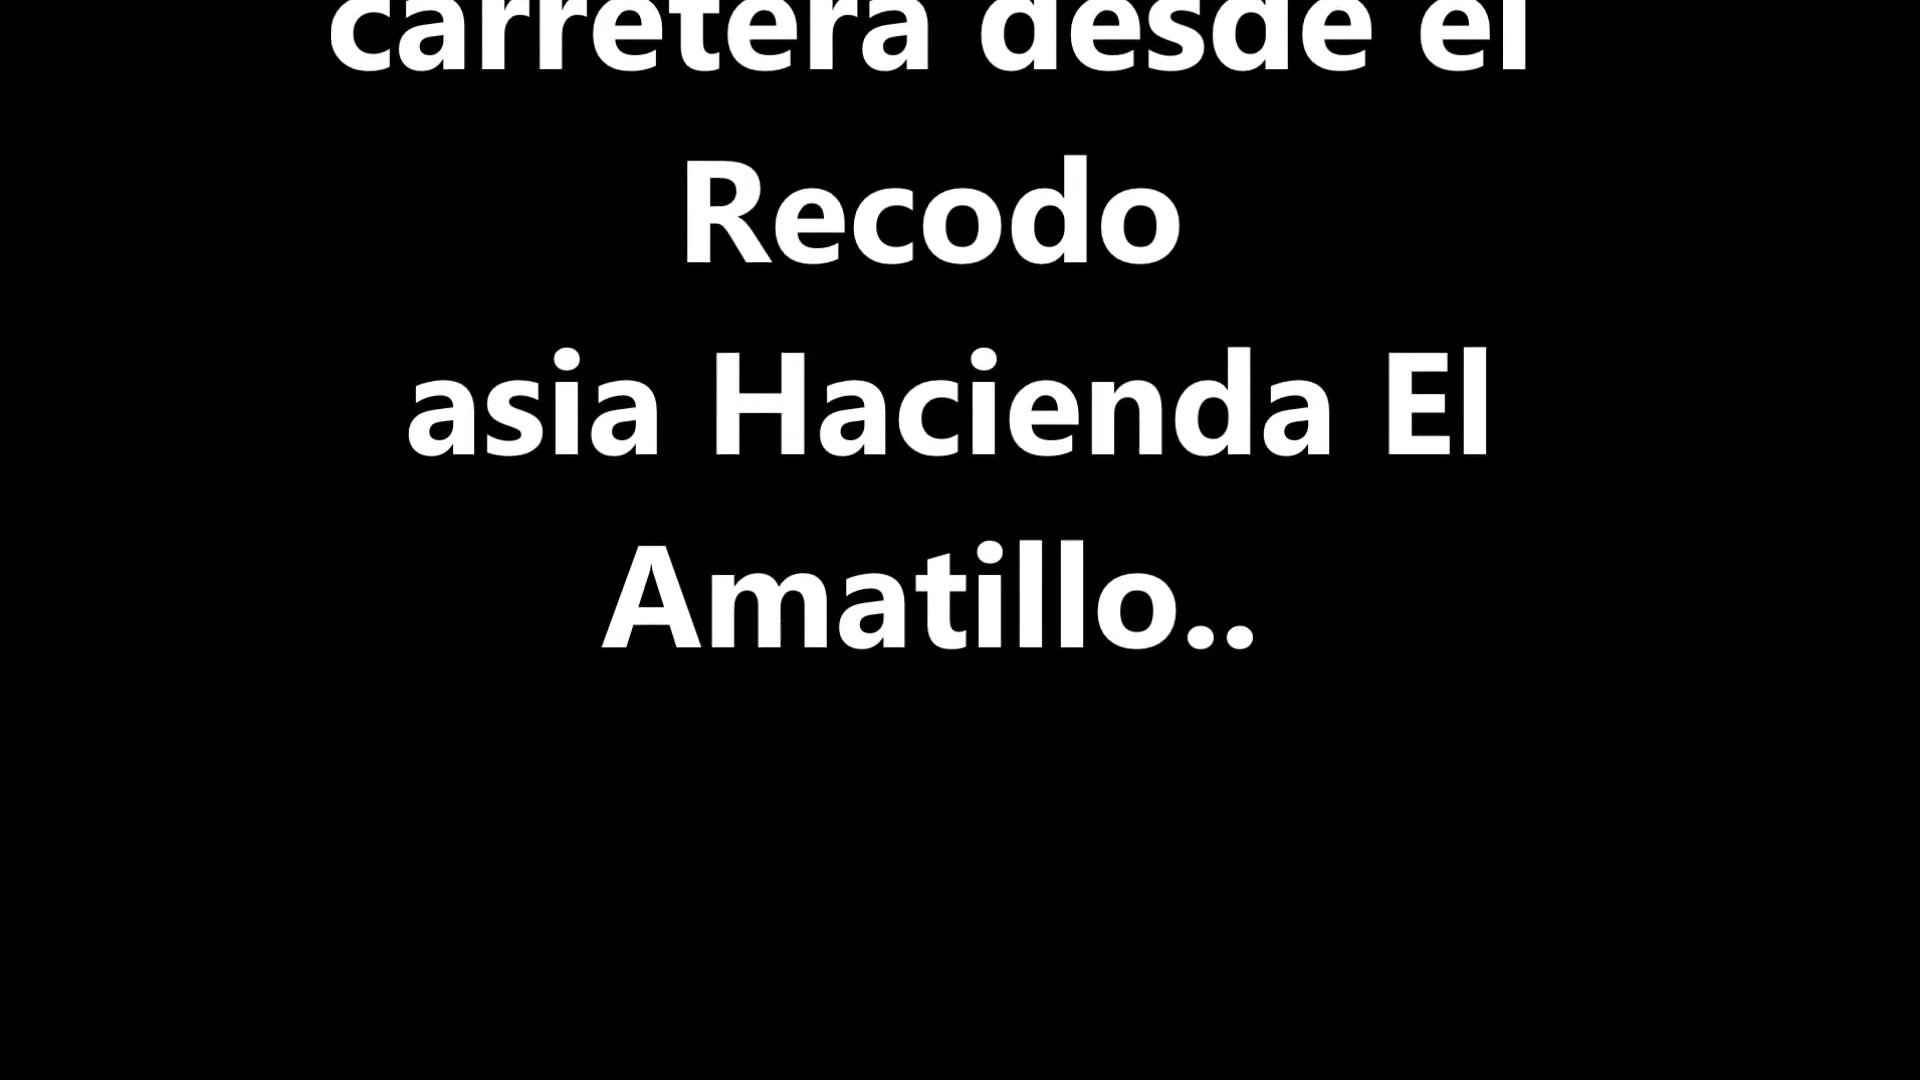 carretera desde el
Recodo
asia Hacienda El
Amatillo..